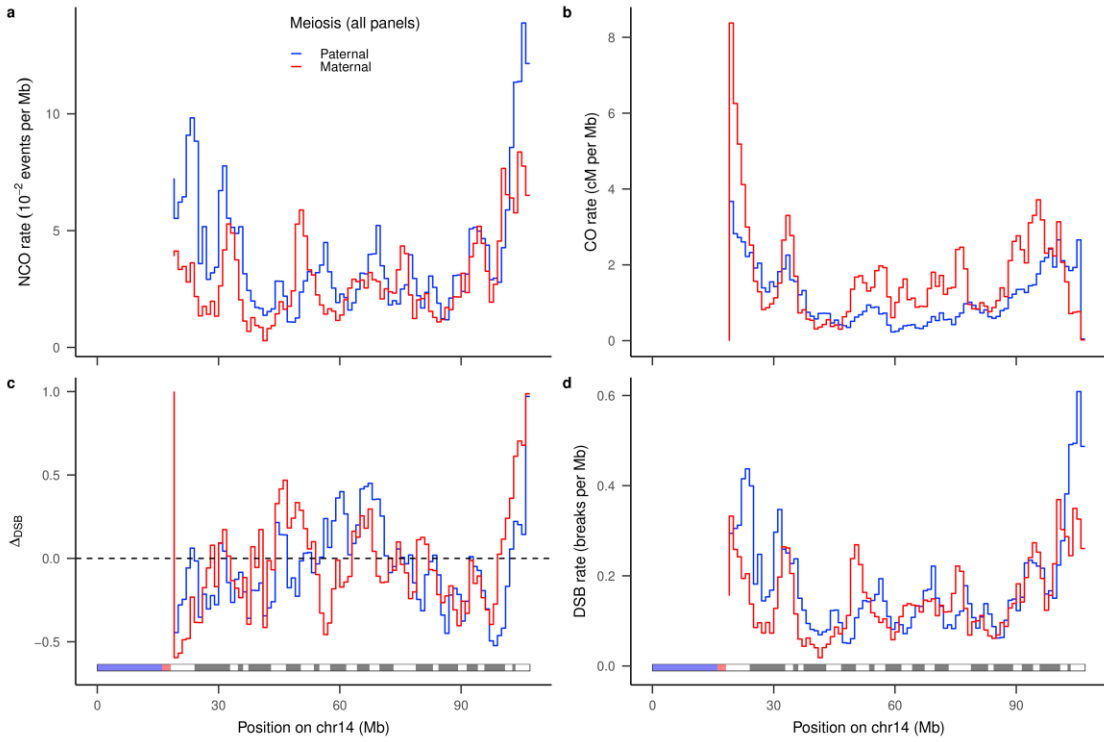 a
Meiosis (all panels)
Paternal
Maternal
NCO rate (10⁻² events per Mb)
10
5
0
b
CO rate (cM per Mb)
8
6
4
2
0
c
Δ_DSB
1.0
0.5
0.0
−0.5
0
30
60
90
Position on chr14 (Mb)
d
DSB rate (breaks per Mb)
0.6
0.4
0.2
0.0
0
30
60
90
Position on chr14 (Mb)